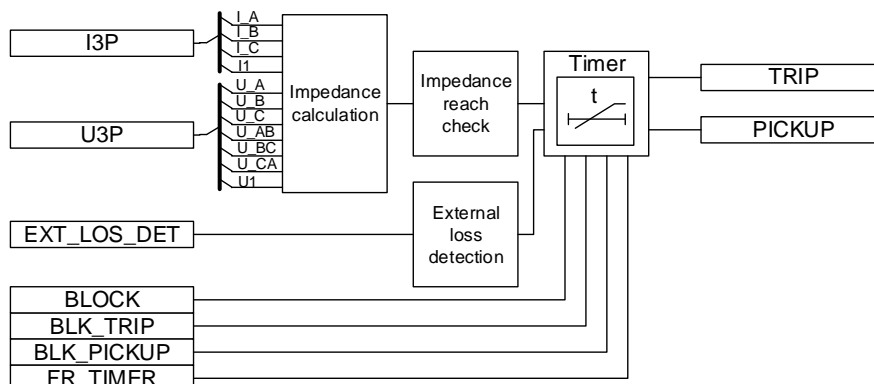 I3P
I_A
I_B
I_C
I1
U3P
U_A
U_B
U_C
U_AB
U_BC
U_CA
U1
Impedance
calculation
Impedance
reach
check
Timer
t
TRIP
PICKUP
EXT_LOS_DET
External
loss
detection
BLOCK
BLK_TRIP
BLK_PICKUP
FR_TIMER